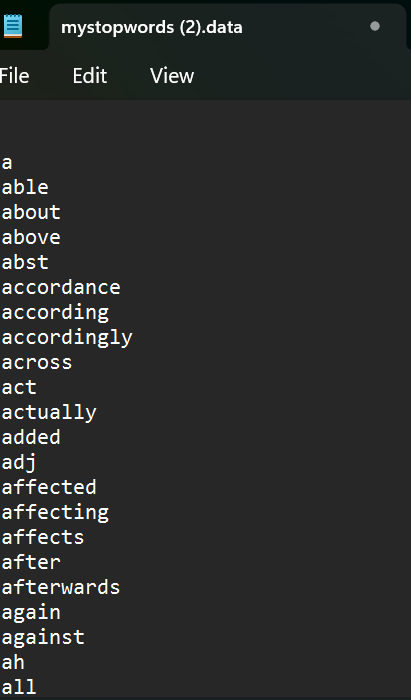 mystopwords (2).data
File Edit View
a
able
about
above
abst
accordance
according
accordingly
across
act
actually
added
adj
affected
affecting
affects
after
afterwards
again
against
ah
all